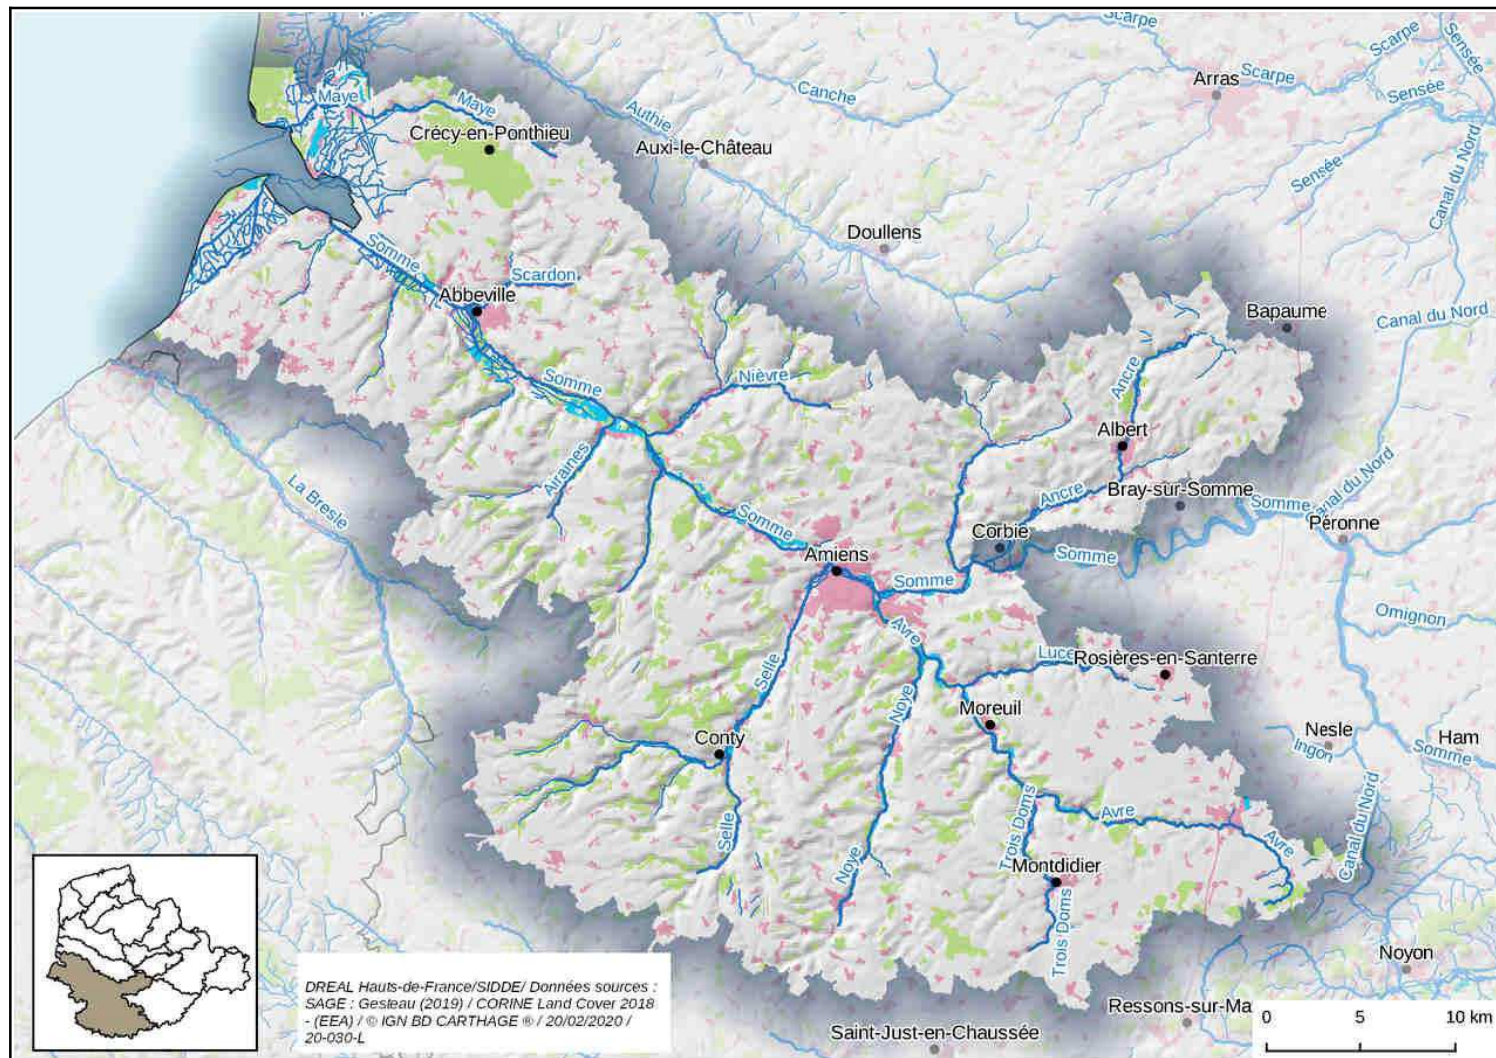 Scarpe
Scarpe
Sensée
Arras
Scarpe
Sensée
Canche
Maye
Maye
Authie
Crécy-en-Ponthieu
Auxi-le-Château
Sensée
Canal du Nord
Doullens
Somme
Scardon
Abbeville
Bapaume
Canal du Nord
Nièvre
Somme
Ancre
Albert
Airaines
La Bresle
Ancre
Bray-sur-Somme
Somme
Canal du Nord
Péronne
Somme
Corbie
Amiens
Somme
Somme
Omignon
Avre
Luce
Rosières-en-Santerre
Selle
Noye
Moreuil
Conty
Nesle
Ingon
Ham
Somme
Canal du Nord
Selle
Trois Doms
Avre
Avre
Noye
Montdidier
Trois Doms
Noyon
DREAL Hauts-de-France/SIDDE/ Données sources :
SAGE : Gesteau (2019) / CORINE Land Cover 2018
- (EEA) / © IGN BD CARTHAGE ® / 20/02/2020 /
20-030-L
Ressons-sur-Ma
Saint-Just-en-Chaussée
0 5 10 km